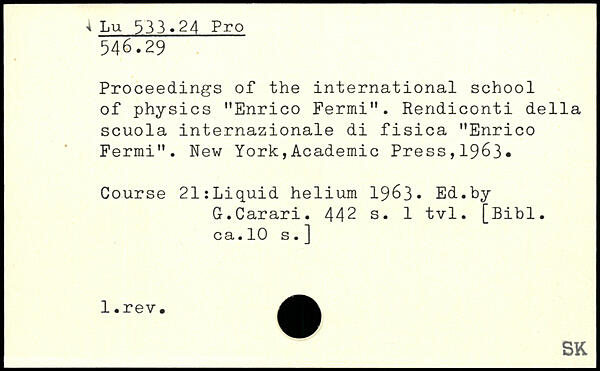 Lu 533.24 Pro
546.29
Proceedings of the international school
of physics "Enrico Fermi". Rendiconti della
scuola internazionale di fisica "Enrico
Fermi". New York,Academic Press,1963.
Course 21:Liquid helium 1963. Ed.by
G.Carari. 442 s. 1 tvl. [Bibl.
ca.10 s.]
1.rev.
SK